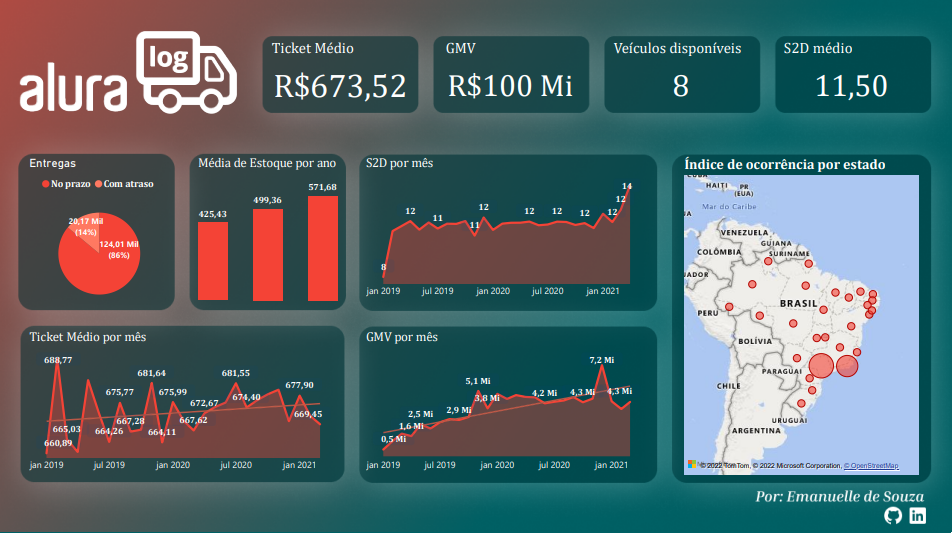 alura
log
Ticket Médio
R$673,52
GMV
R$100 Mi
Veículos disponíveis
8
S2D médio
11,50
Entregas
No prazo Com atraso
20,17 Mil
(14%)
124,01 Mil
(86%)
Média de Estoque por ano
425,43
499,36
571,68
S2D por mês
8
12
11
11
12
12
12
12
12
12
14
jan 2019 jul 2019 jan 2020 jul 2020 jan 2021
Índice de ocorrência por estado
CUBA
HAITI
PR
(EUA)
Mar do Caribe
VENEZUELA
GUIANA
COLÔMBIA
SURINAME
BRASIL
PERU
BOLÍVIA
PARAGUAI
CHILE
URUGUAI
ARGENTINA
© 2022 TomTom, © 2022 Microsoft Corporation, © OpenStreetMap
Ticket Médio por mês
688,77
660,89
665,03
664,26
675,77
667,28
681,64
664,11
675,99
667,62
672,67
681,55
674,40
677,90
669,45
jan 2019 jul 2019 jan 2020 jul 2020 jan 2021
GMV por mês
0,5 Mi
1,6 Mi
2,5 Mi
2,9 Mi
5,1 Mi
3,8 Mi
4,2 Mi
4,3 Mi
7,2 Mi
4,3 Mi
jan 2019 jul 2019 jan 2020 jul 2020 jan 2021
Por: Emanuelle de Souza
in